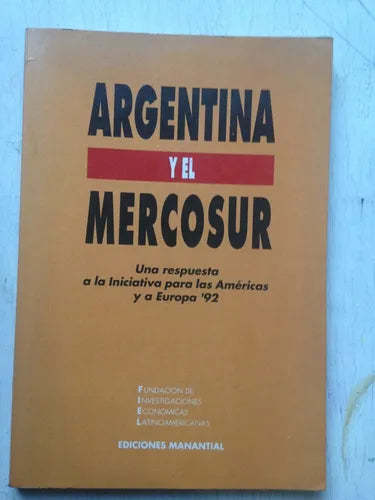 ARGENTINA
Y EL
MERCOSUR
Una respuesta
a la Iniciativa para las Américas
y a Europa '92
FUNDACION DE
INVESTIGACIONES
ECONOMICAS
LATINOAMERICANAS
EDICIONES MANANTIAL